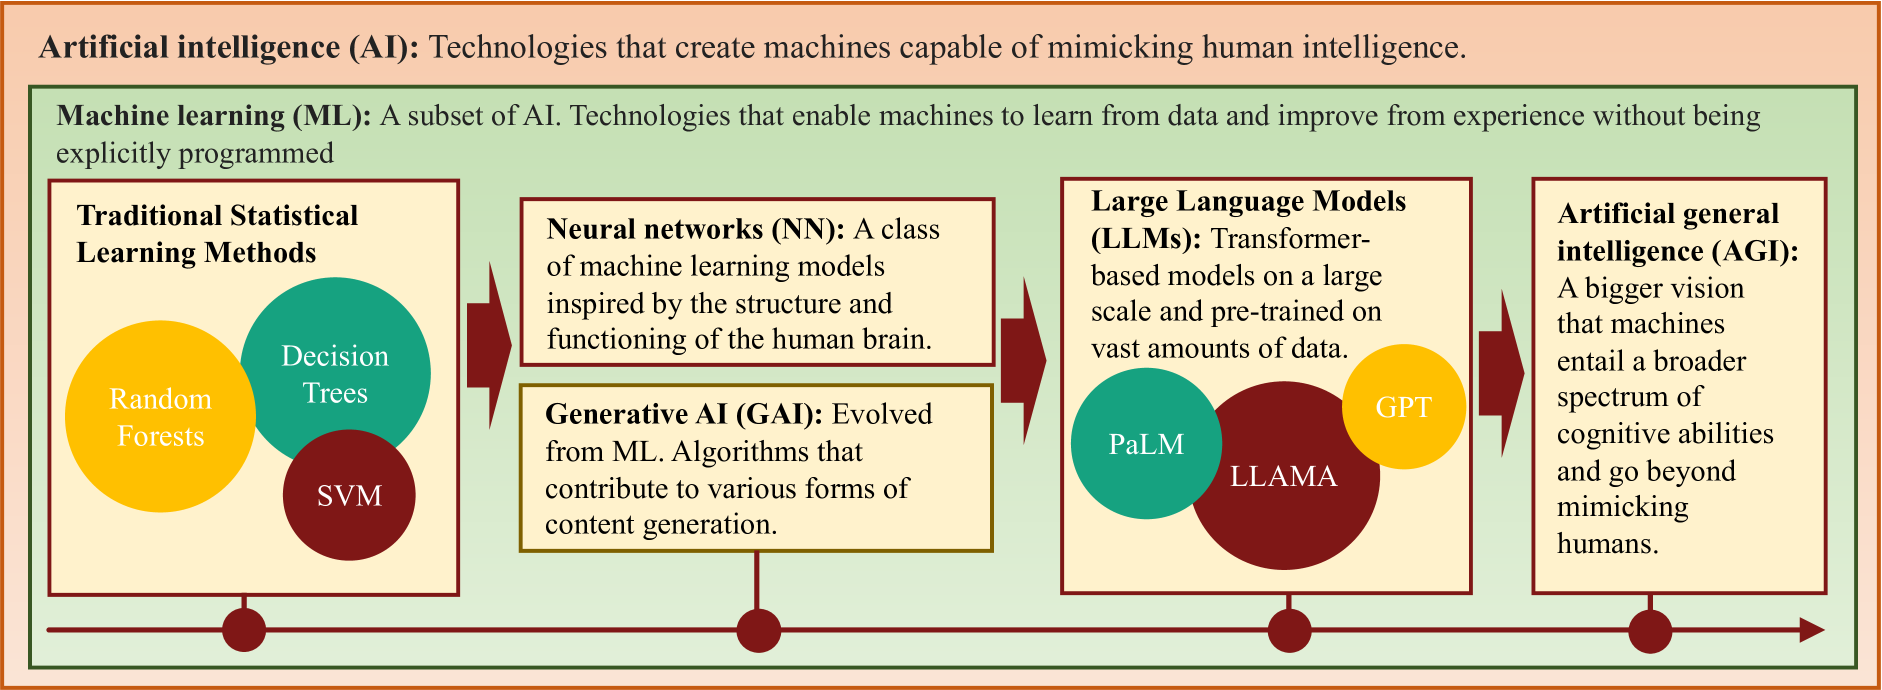 Artificial intelligence (AI): Technologies that create machines capable of mimicking human intelligence.
Machine learning (ML): A subset of AI. Technologies that enable machines to learn from data and improve from experience without being
explicitly programmed
Traditional Statistical
Learning Methods
Random
Forests
Decision
Trees
SVM
Neural networks (NN): A class
of machine learning models
inspired by the structure and
functioning of the human brain.
Generative AI (GAI): Evolved
from ML. Algorithms that
contribute to various forms of
content generation.
Large Language Models
(LLMs): Transformer-
based models on a large
scale and pre-trained on
vast amounts of data.
PaLM
LLAMA
GPT
Artificial general
intelligence (AGI):
A bigger vision
that machines
entail a broader
spectrum of
cognitive abilities
and go beyond
mimicking
humans.